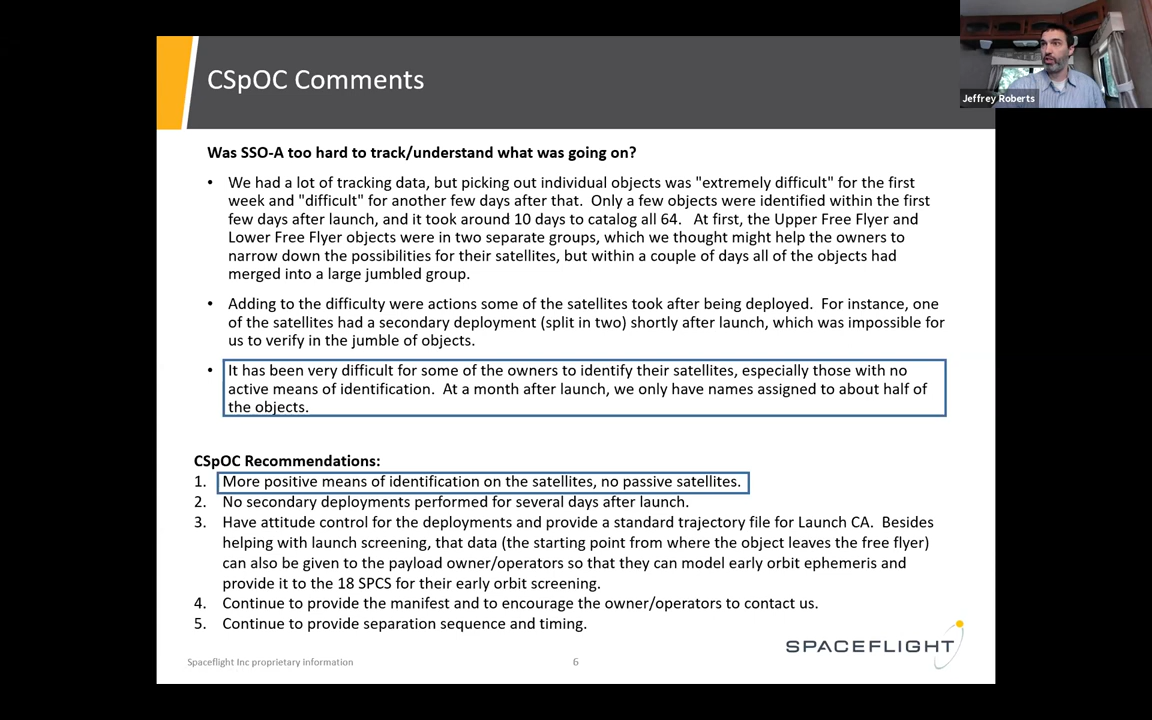 CSpOC Comments
Jeffrey Roberts
Was SSO-A too hard to track/understand what was going on?
• We had a lot of tracking data, but picking out individual objects was "extremely difficult" for the first
week and "difficult" for another few days after that. Only a few objects were identified within the first
few days after launch, and it took around 10 days to catalog all 64. At first, the Upper Free Flyer and
Lower Free Flyer objects were in two separate groups, which we thought might help the owners to
narrow down the possibilities for their satellites, but within a couple of days all of the objects had
merged into a large jumbled group.
• Adding to the difficulty were actions some of the satellites took after being deployed. For instance, one
of the satellites had a secondary deployment (split in two) shortly after launch, which was impossible for
us to verify in the jumble of objects.
• It has been very difficult for some of the owners to identify their satellites, especially those with no
active means of identification. At a month after launch, we only have names assigned to about half of
the objects.
CSpOC Recommendations:
1. More positive means of identification on the satellites, no passive satellites.
2. No secondary deployments performed for several days after launch.
3. Have attitude control for the deployments and provide a standard trajectory file for Launch CA. Besides
helping with launch screening, that data (the starting point from where the object leaves the free flyer)
can also be given to the payload owner/operators so that they can model early orbit ephemeris and
provide it to the 18 SPCS for their early orbit screening.
4. Continue to provide the manifest and to encourage the owner/operators to contact us.
5. Continue to provide separation sequence and timing.
SPACEFLIGHT
Spaceflight Inc proprietary information
6